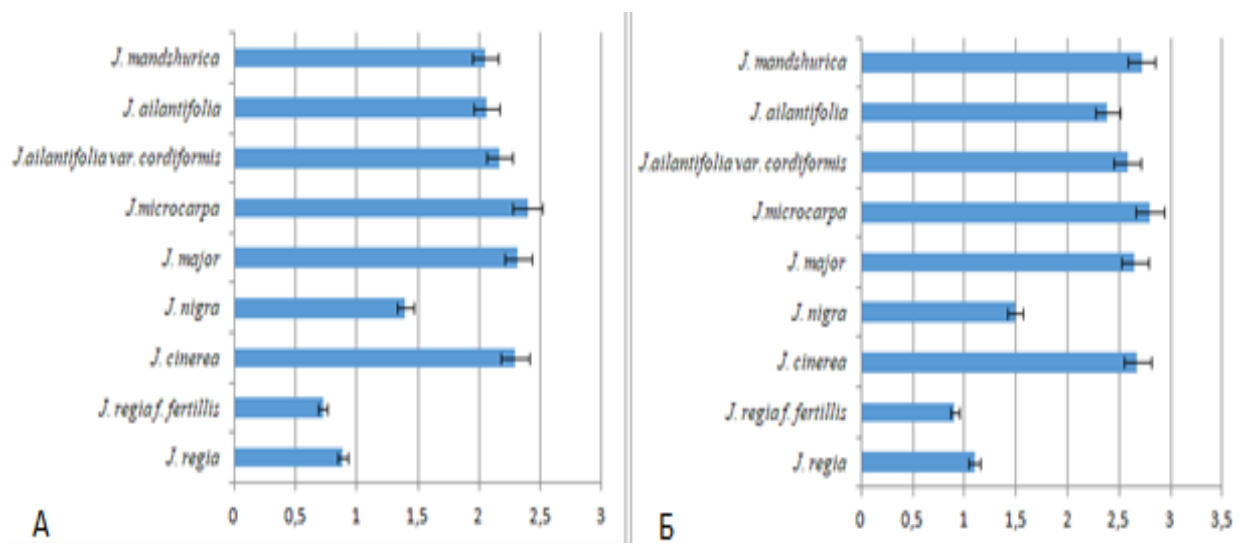 J. mandshurica
J. ailantifolia
J.ailantifolia var. cordiformis
J.microcarpa
J. major
J. nigra
J. cinerea
J. regia f. fertillis
J. regia
0 0,5 1 1,5 2 2,5 3
А
J. mandshurica
J. ailantifolia
J.ailantifolia var. cordiformis
J.microcarpa
J. major
J. nigra
J. cinerea
J. regia f. fertillis
J. regia
0 0,5 1 1,5 2 2,5 3 3,5
Б